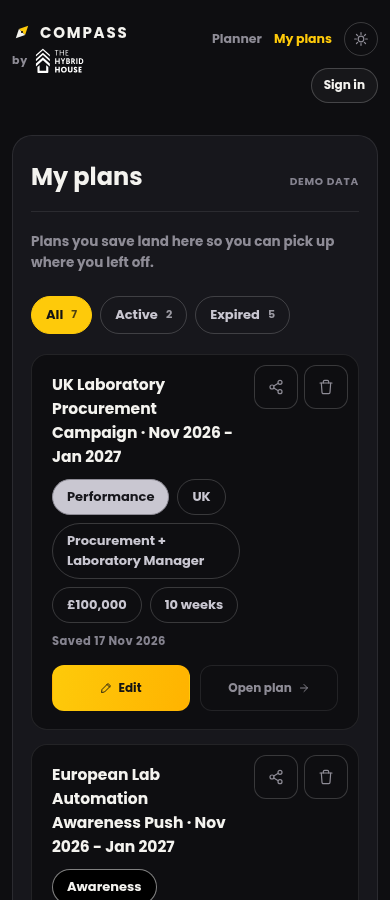 COMPASS
by THE HYBRID HOUSE
Planner My plans
Sign in
My plans
DEMO DATA
Plans you save land here so you can pick up
where you left off.
All 7 Active 2 Expired 5
UK Laboratory
Procurement
Campaign · Nov 2026 –
Jan 2027
Performance UK
Procurement +
Laboratory Manager
£100,000 10 weeks
Saved 17 Nov 2026
Edit Open plan →
European Lab
Automation
Awareness Push · Nov
2026 – Jan 2027
Awareness